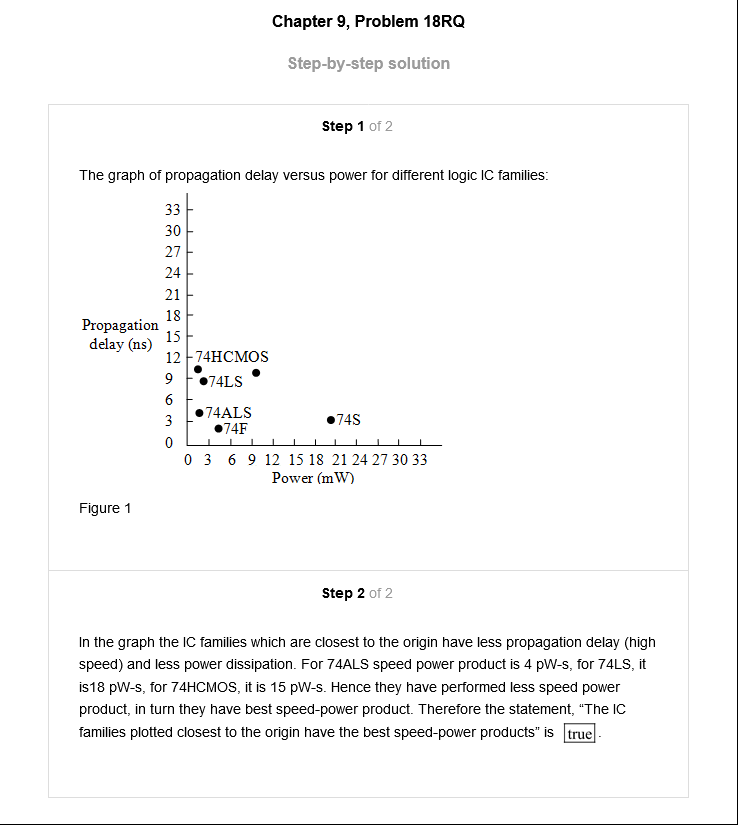 Chapter 9, Problem 18RQ
Step-by-step solution
Step 1 of 2
The graph of propagation delay versus power for different logic IC families:
33
30
27
24
21
18
Propagation
15
delay (ns)
12 74HCMOS
9 74LS
6
3 74ALS
74F 74S
0
0 3 6 9 12 15 18 21 24 27 30 33
Power (mW)
Figure 1
Step 2 of 2
In the graph the IC families which are closest to the origin have less propagation delay (high
speed) and less power dissipation. For 74ALS speed power product is 4 pW-s, for 74LS, it
is18 pW-s, for 74HCMOS, it is 15 pW-s. Hence they have performed less speed power
product, in turn they have best speed-power product. Therefore the statement, “The IC
families plotted closest to the origin have the best speed-power products” is true.